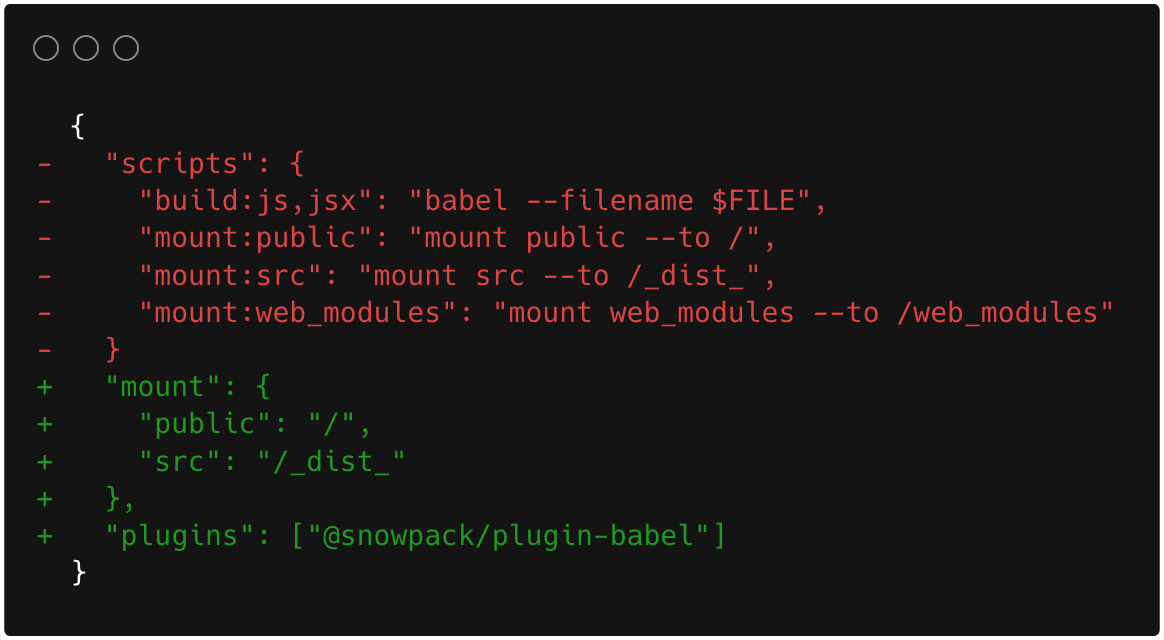 {
-   "scripts": {
-     "build:js,jsx": "babel --filename $FILE",
-     "mount:public": "mount public --to /",
-     "mount:src": "mount src --to /_dist_",
-     "mount:web_modules": "mount web_modules --to /web_modules"
-   }
+   "mount": {
+     "public": "/",
+     "src": "/_dist_"
+   },
+   "plugins": ["@snowpack/plugin-babel"]
}